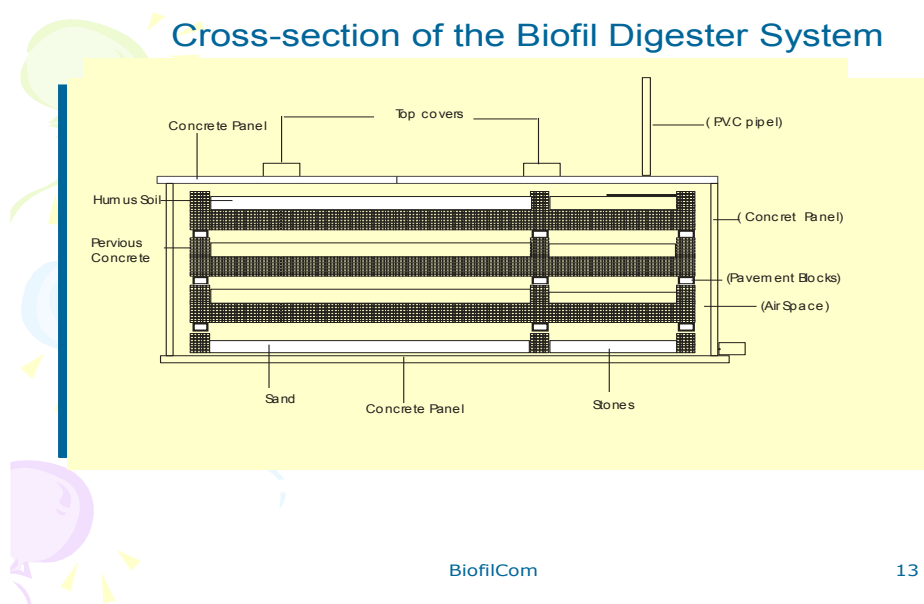 Cross-section of the Biofil Digester System
Top covers
Concrete Panel
( P.V.C pipel)
Humus Soil
( Concret Panel)
Pervious
Concrete
(Pavement Blocks)
(Air Space)
Sand
Concrete Panel
Stones
BiofilCom
13